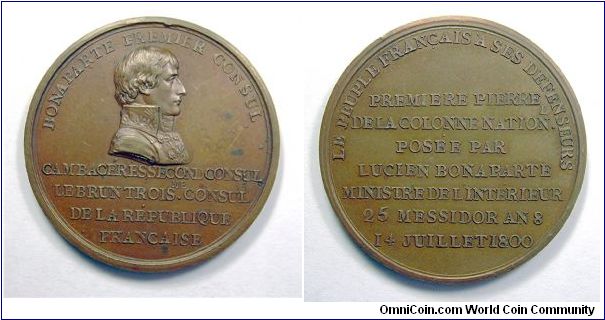 BONAPARTE PREMIER CONSUL
CAMBACERES SECOND CONSUL
LEBRUN TROIS. CONSUL
DE LA REPUBLIQUE
FRANÇAISE
LE PEUPLE FRANÇAIS A SES DEFENSEURS
PREMIERE PIERRE
DE LA COLONNE NATION.
POSÉE PAR
LUCIEN BONAPARTE
MINISTRE DE L'INTERIEUR
25 MESSIDOR AN 8
14 JUILLET 1800
OmniCoin.com World Coin Community